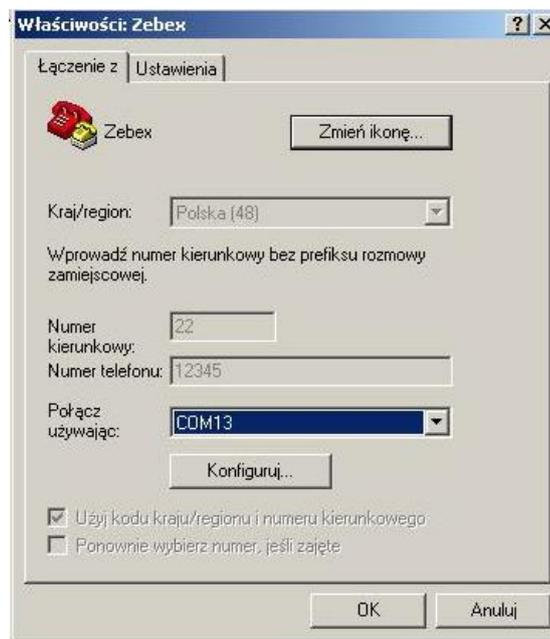 Właściwości: Zebex
Łączenie z
Ustawienia
Zebex
Zmień ikonę...
Kraj/region:
Polska (48)
Wprowadź numer kierunkowy bez prefiksu rozmowy
zamiejscowej.
Numer
kierunkowy:
22
Numer telefonu:
12345
Połącz
używając:
COM13
Konfiguruj...
Użyj kodu kraju/regionu i numeru kierunkowego
Ponownie wybierz numer, jeśli zajęte
OK
Anuluj